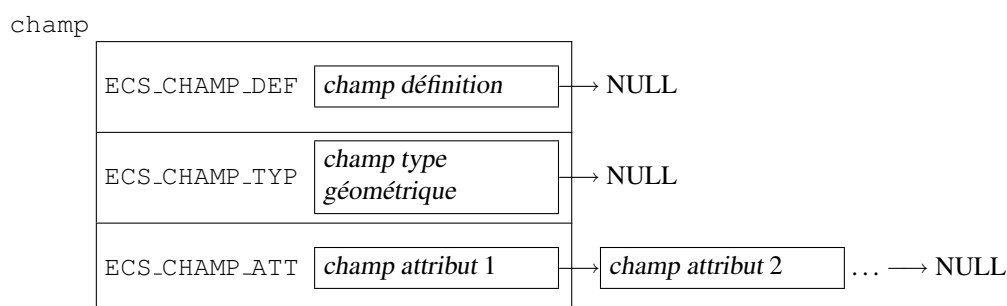 champ
ECS_CHAMP_DEF champ définition → NULL
champ type
ECS_CHAMP_TYP géométrique → NULL
ECS_CHAMP_ATT champ attribut 1 → champ attribut 2 ... → NULL